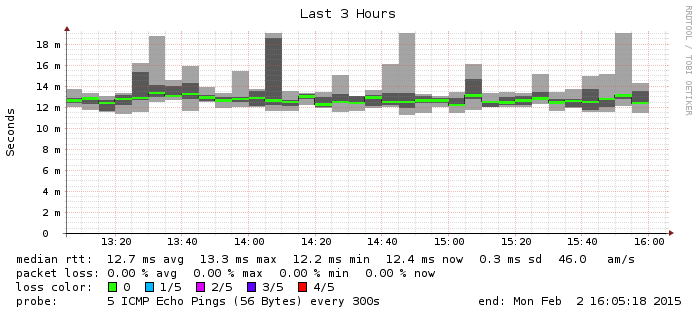 Last 3 Hours
RRDTOOL / TOBI OETIKER
Seconds
18 m
16 m
14 m
12 m
10 m
8 m
6 m
4 m
2 m
0
13:20 13:40 14:00 14:20 14:40 15:00 15:20 15:40 16:00
median rtt: 12.7 ms avg 13.3 ms max 12.2 ms min 12.4 ms now 0.3 ms sd 46.0 am/s
packet loss: 0.00 % avg 0.00 % max 0.00 % min 0.00 % now
loss color: 0 1/5 2/5 3/5 4/5
probe: 5 ICMP Echo Pings (56 Bytes) every 300s end: Mon Feb 2 16:05:18 2015